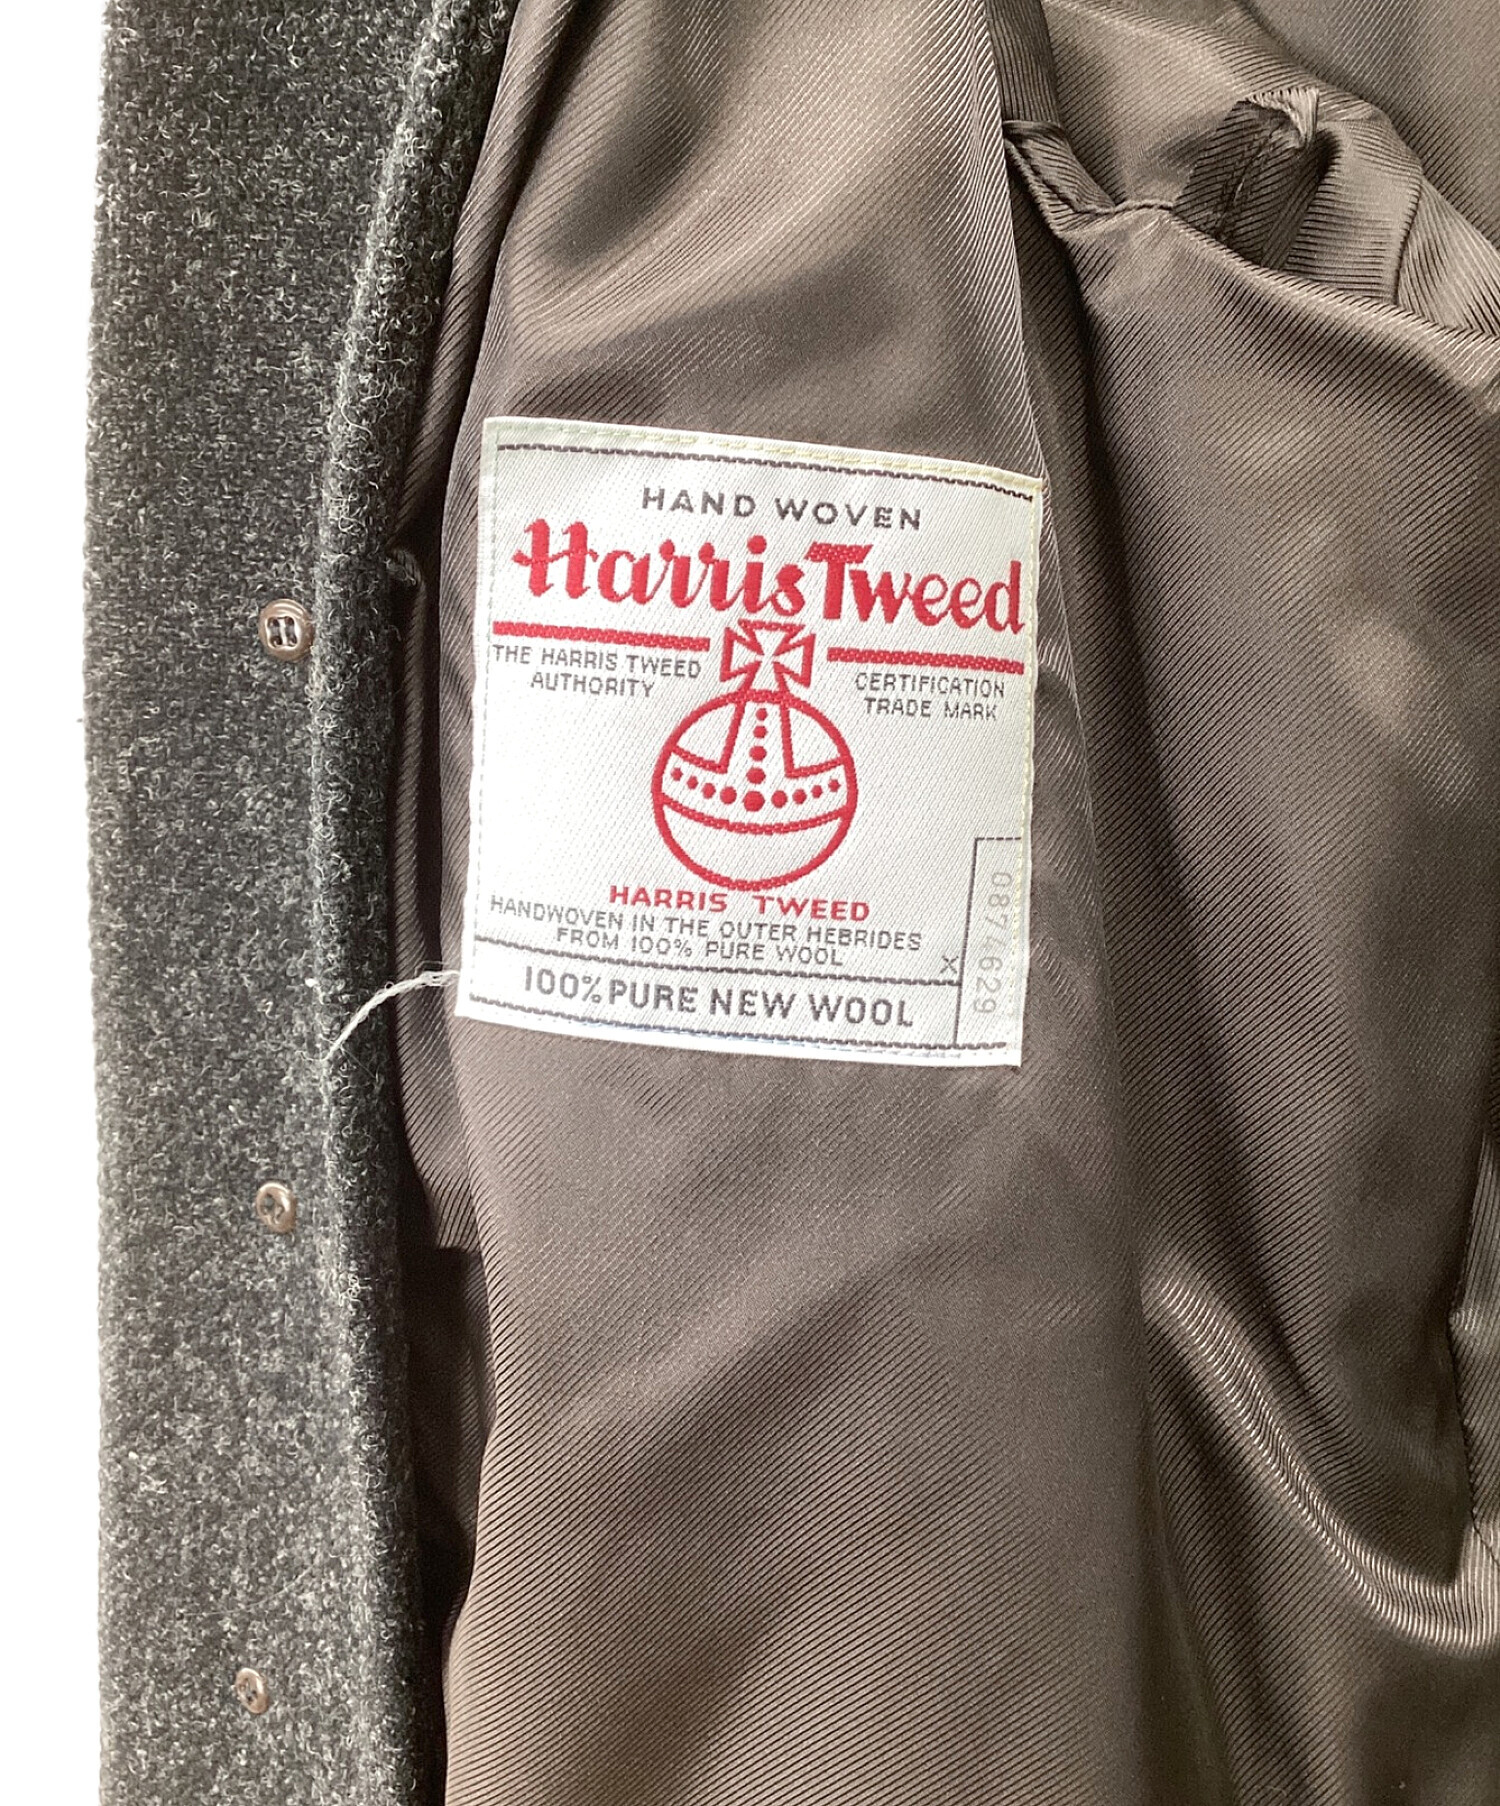 HAND WOVEN
Harris Tweed
THE HARRIS TWEED
AUTHORITY
CERTIFICATION
TRADE MARK
HARRIS TWEED
HANDWOVEN IN THE OUTER HEBRIDES
FROM 100% PURE WOOL
X
100% PURE NEW WOOL
08746291